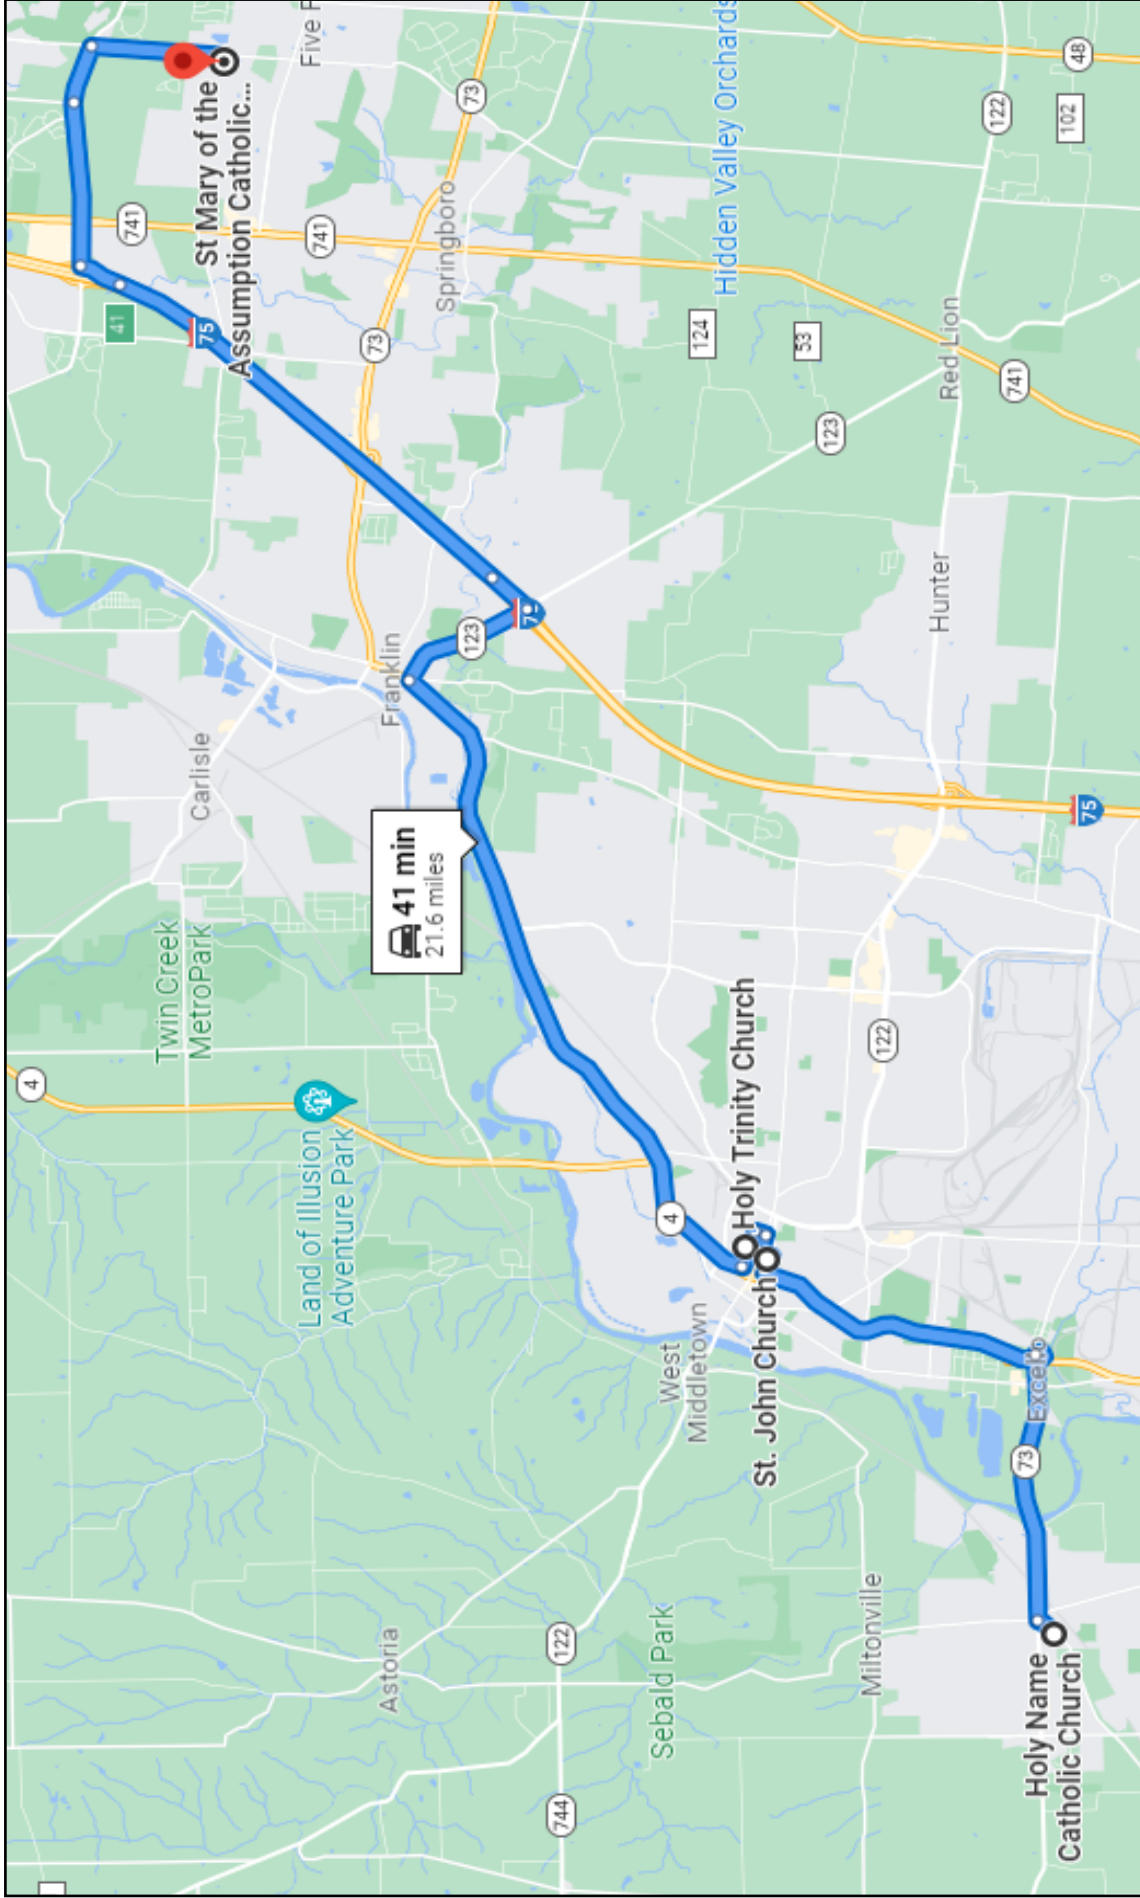 4
41
741
Twin Creek
MetroPark
Carlisle
75
St Mary of the
Assumption Catholic...
Land of Illusion
Adventure Park
Five F
741
73
Astoria
Franklin
41 min
21.6 miles
Springboro
123
73
7
744
122
Sebald Park
West
Middletown
4
124
Hidden Valley Orchards
Holy Trinity Church
St. John Church
53
123
Miltonville
122
Hunter
Red Lion
122
741
73
Excello
Holy Name
Catholic Church
102
48
75